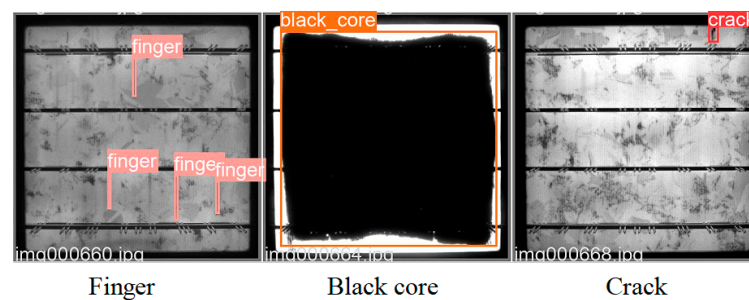 black_core
crack
finger
finger
finge
finger
img000660.jpg
img000664.jpg
img000668.jpg
Finger
Black core
Crack